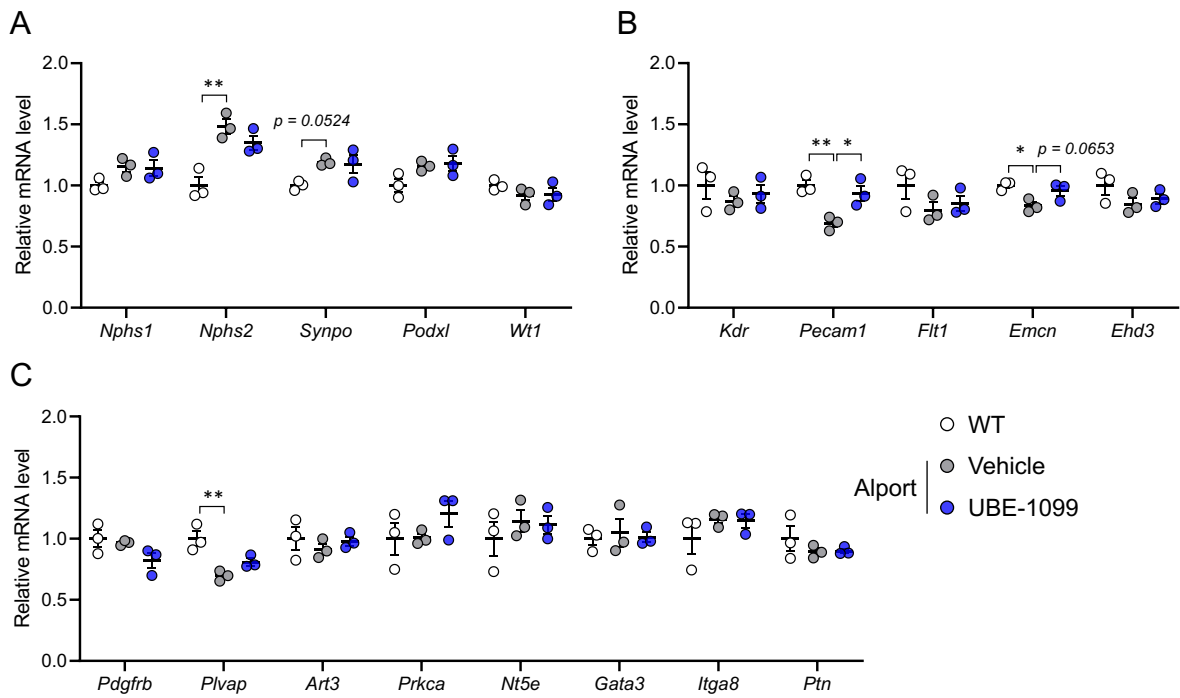 A
Relative mRNA level
2.0
1.5
1.0
0.5
0.0
**
p = 0.0524
Nphs1 Nphs2 Synpo Podxl Wt1
B
Relative mRNA level
2.0
1.5
1.0
0.5
0.0
** * * p = 0.0653
Kdr Pecam1 Flt1 Emcn Ehd3
C
Relative mRNA level
2.0
1.5
1.0
0.5
0.0
**
Pdgfrb Plvap Art3 Prkca Nt5e Gata3 Itga8 Ptn
WT
Alport
Vehicle
UBE-1099